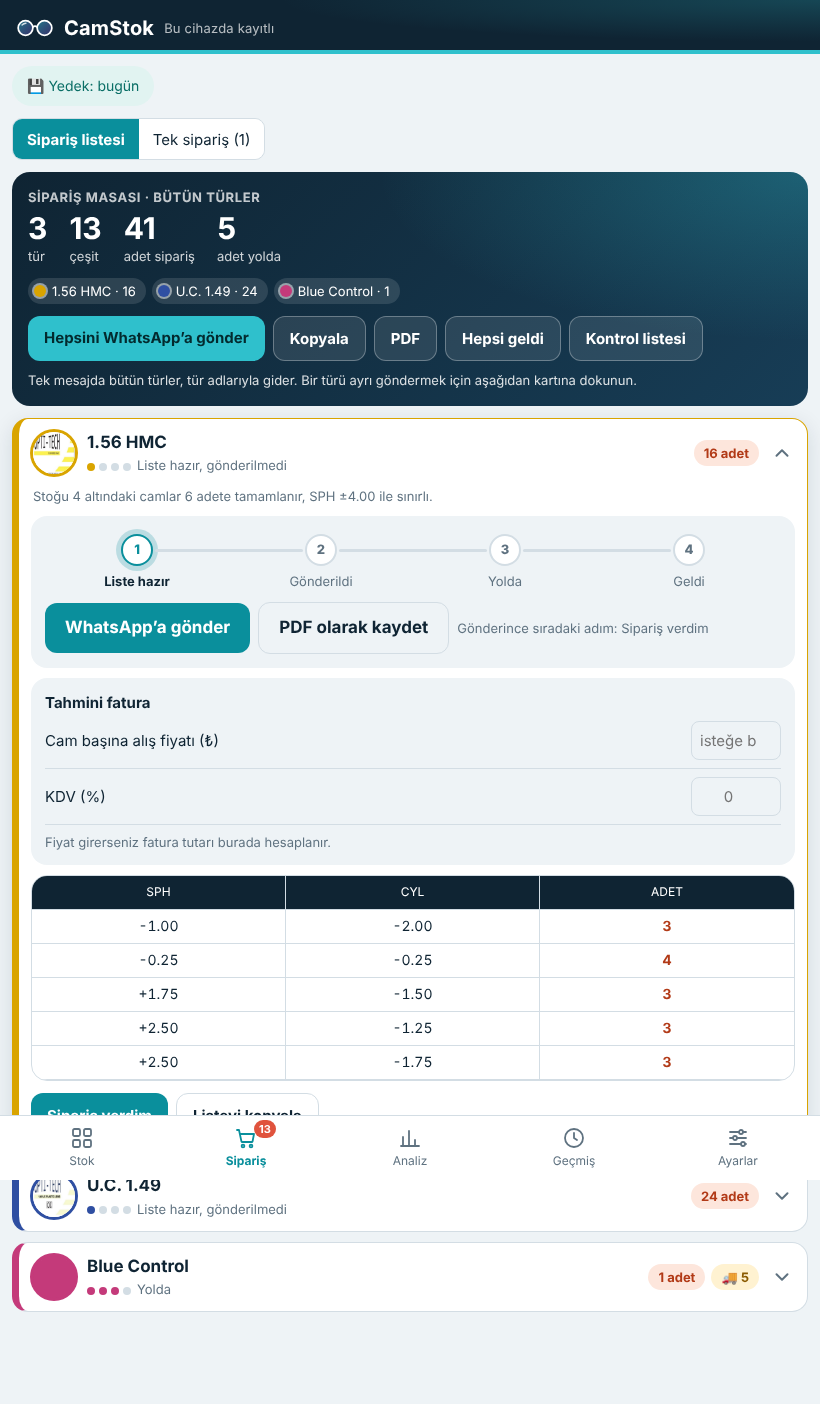 CamStok Bu cihazda kayıtlı
💾 Yedek: bugün
Sipariş listesi Tek sipariş (1)
SİPARİŞ MASASI · BÜTÜN TÜRLER
3 13 41 5
tür çeşit adet sipariş adet yolda
1.56 HMC · 16 U.C. 1.49 · 24 Blue Control · 1
Hepsini WhatsApp’a gönder Kopyala PDF Hepsi geldi Kontrol listesi
Tek mesajda bütün türler, tür adlarıyla gider. Bir türü ayrı göndermek için aşağıdan kartına dokunun.
1.56 HMC
Liste hazır, gönderilmedi
16 adet
Stoğu 4 altındaki camlar 6 adete tamamlanır, SPH ±4.00 ile sınırlı.
1 2 3 4
Liste hazır Gönderildi Yolda Geldi
WhatsApp’a gönder PDF olarak kaydet Gönderince sıradaki adım: Sipariş verdim
Tahmini fatura
Cam başına alış fiyatı (₺) isteğe b
KDV (%) 0
Fiyat girerseniz fatura tutarı burada hesaplanır.
SPH CYL ADET
-1.00 -2.00 3
-0.25 -0.25 4
+1.75 -1.50 3
+2.50 -1.25 3
+2.50 -1.75 3
Sipariş verdim Listeyi kopyala
13
Stok Sipariş Analiz Geçmiş Ayarlar
U.C. 1.49
Liste hazır, gönderilmedi
24 adet
Blue Control
Yolda
1 adet 🚚 5